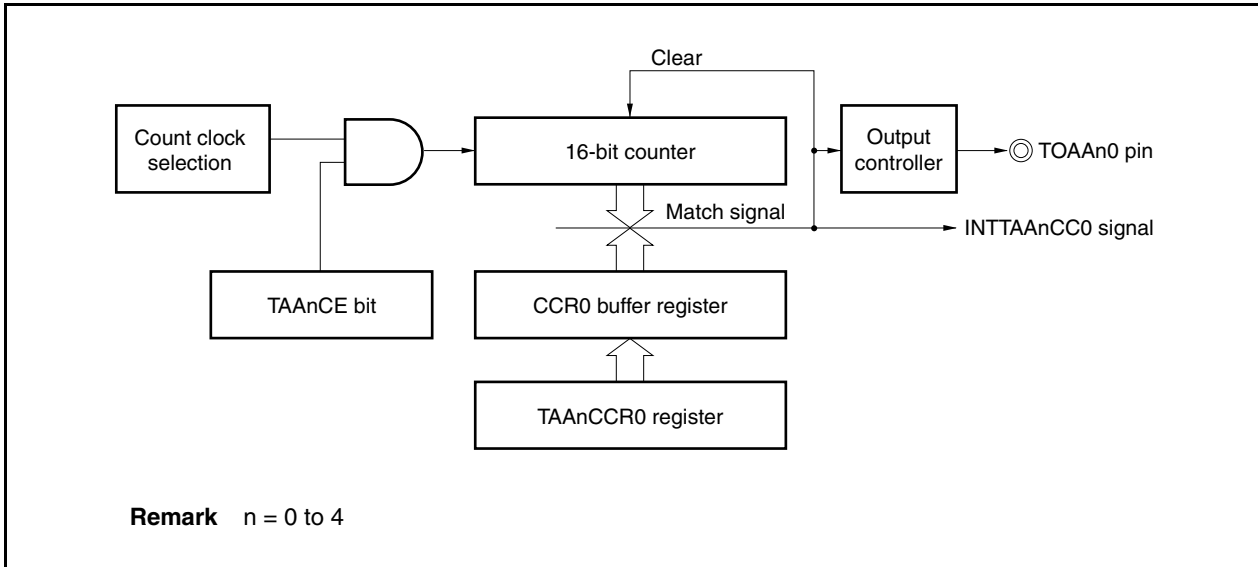 Clear
Count clock
selection
16-bit counter
Output
controller
TOAAn0 pin
Match signal
INTTAAnCC0 signal
TAAnCE bit
CCR0 buffer register
TAAnCCR0 register
Remark n = 0 to 4